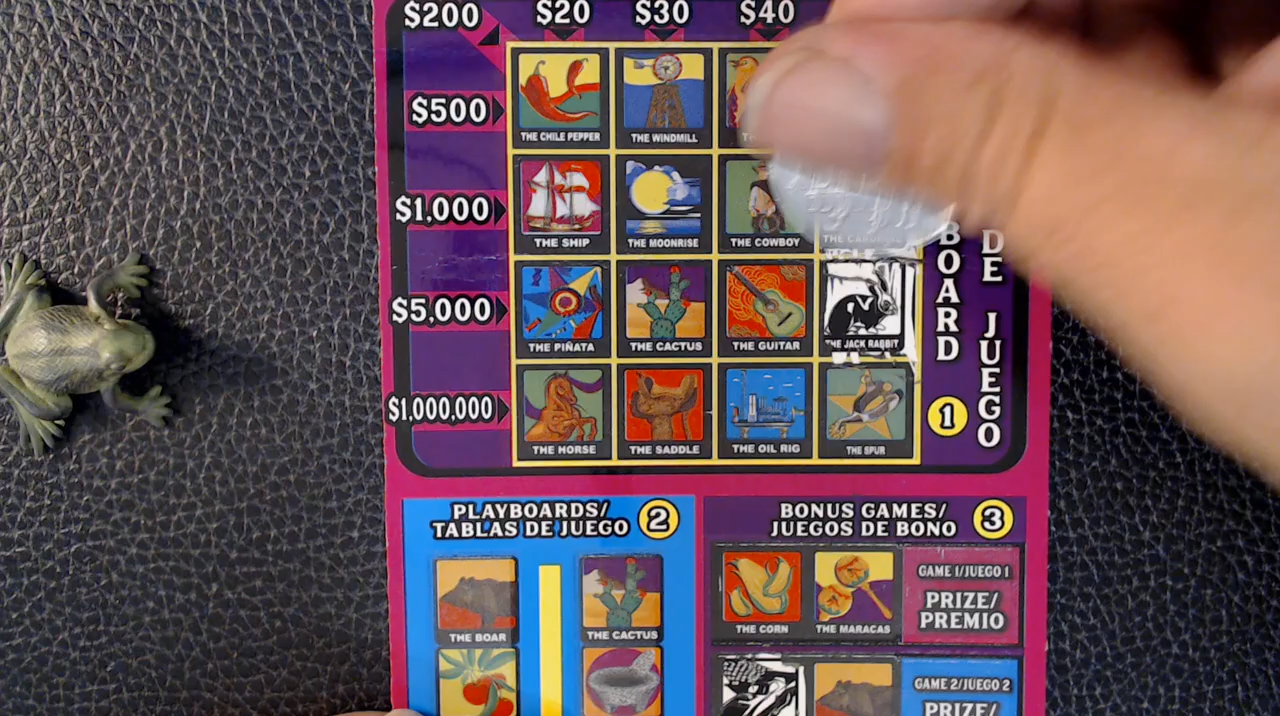 $200 $20 $30 $40
$500
THE CHILE PEPPER THE WINDMILL
$1,000
THE SHIP THE MOONRISE THE COWBOY
$5,000
THE PIÑATA THE CACTUS THE GUITAR THE JACK RABBIT
$1,000,000
THE HORSE THE SADDLE THE OIL RIG THE SPUR
BOARD
DE JUEGO
1
PLAYBOARDS/
TABLAS DE JUEGO 2
THE BOAR
THE CACTUS
BONUS GAMES/
JUEGOS DE BONO 3
THE CORN THE MARACAS
GAME 1/JUEGO 1
PRIZE/
PREMIO
GAME 2/JUEGO 2
PRIZE/